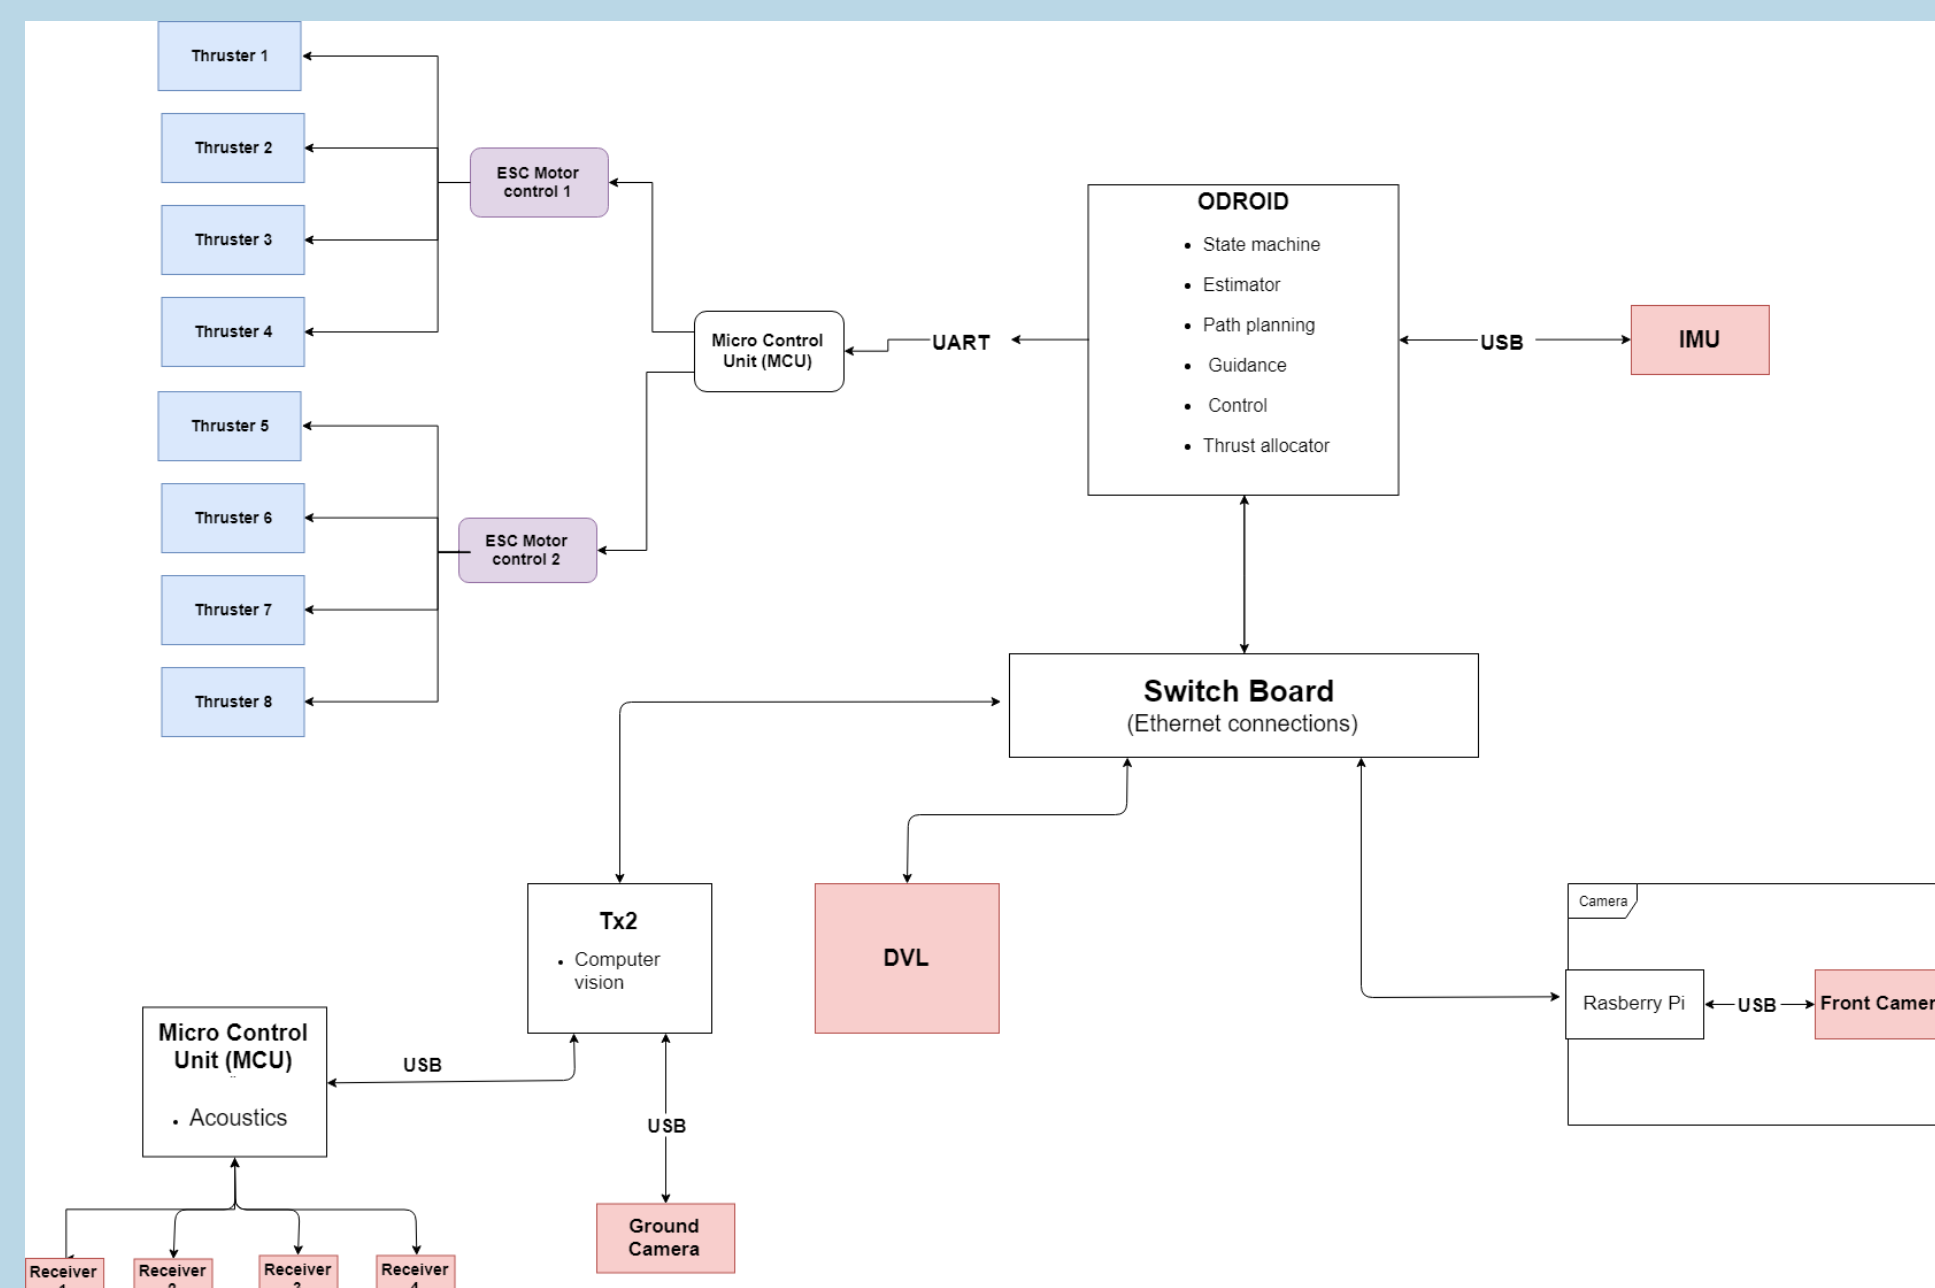 Thruster 1
Thruster 2
Thruster 3
Thruster 4
Thruster 5
Thruster 6
Thruster 7
Thruster 8
ESC Motor
control 1
ESC Motor
control 2
Micro Control
Unit (MCU)
UART
ODROID
• State machine
• Estimator
• Path planning
• Guidance
• Control
• Thrust allocator
USB
IMU
Switch Board
(Ethernet connections)
Tx2
• Computer
vision
DVL
Camera
Rasberry Pi
USB
Front Camer
Micro Control
Unit (MCU)
• Acoustics
USB
USB
Ground
Camera
Receiver
Receiver
Receiver
Receiver